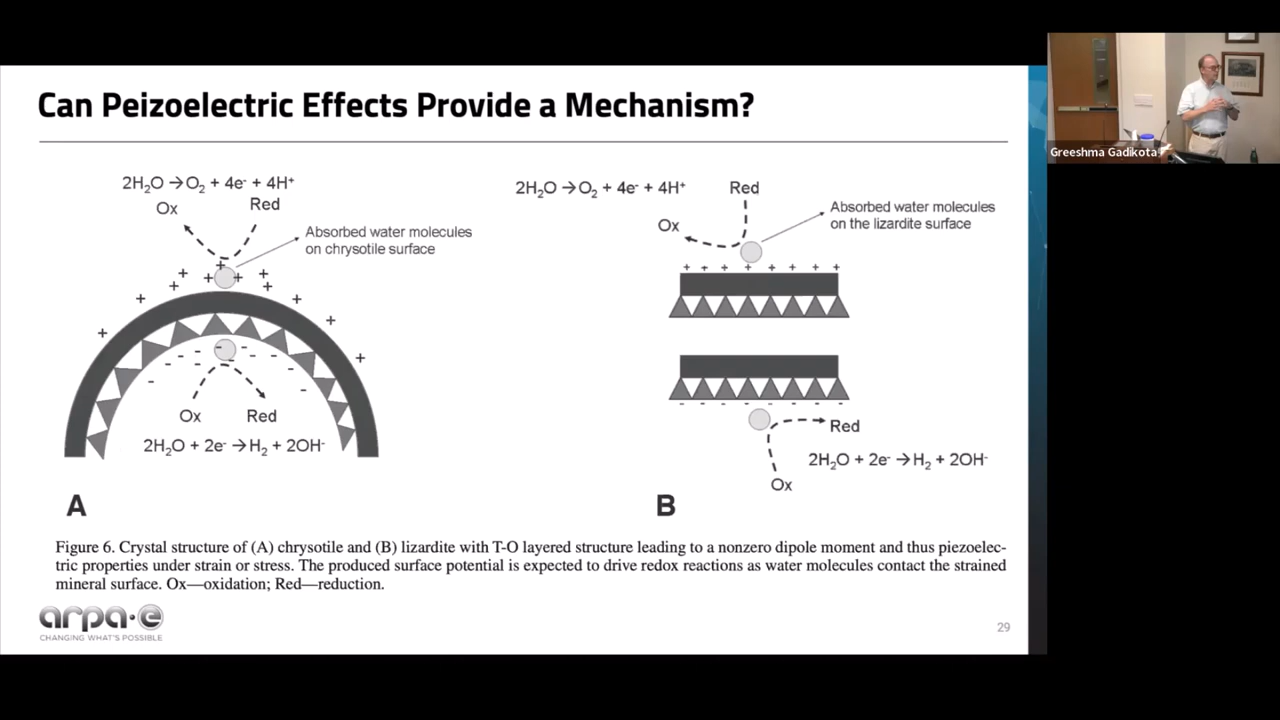 Can Peizoelectric Effects Provide a Mechanism?
2H₂O →O₂ + 4e⁻ + 4H⁺
Ox
Red
Absorbed water molecules
on chrysotile surface
Ox
Red
2H₂O + 2e⁻ →H₂ + 2OH⁻
A
2H₂O →O₂ + 4e⁻ + 4H⁺
Red
Ox
Absorbed water molecules
on the lizardite surface
Red
2H₂O + 2e⁻ →H₂ + 2OH⁻
Ox
B
Figure 6. Crystal structure of (A) chrysotile and (B) lizardite with T-O layered structure leading to a nonzero dipole moment and thus piezoelec-
tric properties under strain or stress. The produced surface potential is expected to drive redox reactions as water molecules contact the strained
mineral surface. Ox—oxidation; Red—reduction.
arpa·e
CHANGING WHAT'S POSSIBLE
29
Greeshma Gadikota